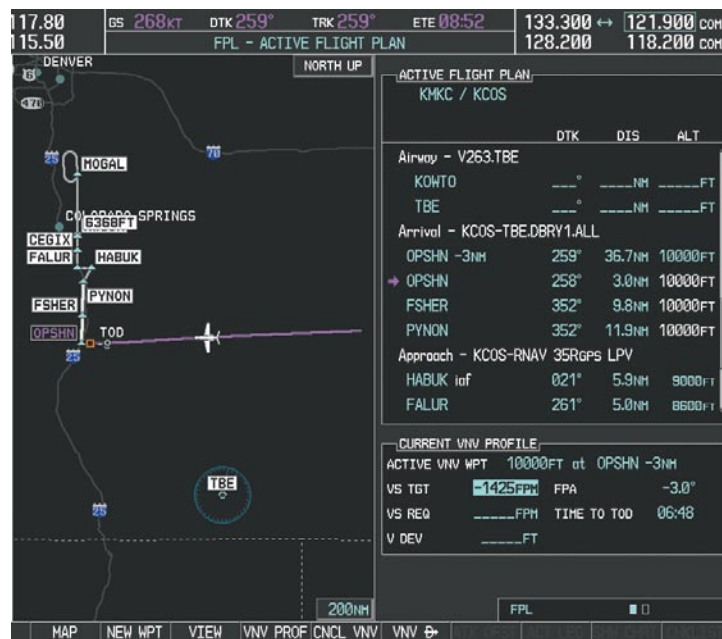 117.80 GS 268KT DTK 259° TRK 259° ETE 08:52 133.300 ↔ 121.900 COM
115.50 FPL - ACTIVE FLIGHT PLAN 128.200 118.200 COM
DENVER
NORTH UP
6
470
25
70
MOGAL
COLORADO SPRINGS
6368FT
CEGIX
FALUR HABUK
PYNON
FSHER
OPSHN TOD
25
TBE
25
200NM
ACTIVE FLIGHT PLAN
KMKC / KCOS
DTK DIS ALT
Airway - V263.TBE
KOWTO ___° ____NM _____FT
TBE ___° ____NM _____FT
Arrival - KCOS-TBE.DBRY1.ALL
OPSHN -3NM 259° 36.7NM 10000FT
OPSHN 258° 3.0NM 10000FT
FSHER 352° 9.8NM 10000FT
PYNON 352° 11.9NM 10000FT
Approach - KCOS-RNAV 35RGPS LPV
HABUK iaf 021° 5.9NM 9000FT
FALUR 261° 5.0NM 8600FT
CURRENT VNV PROFILE
ACTIVE VNV WPT 10000FT at OPSHN -3NM
VS TGT -1425FPM FPA -3.0°
VS REQ _____FPM TIME TO TOD 06:48
V DEV _____FT
FPL
MAP NEW WPT VIEW VNV PROF CNCL VNV VNV D